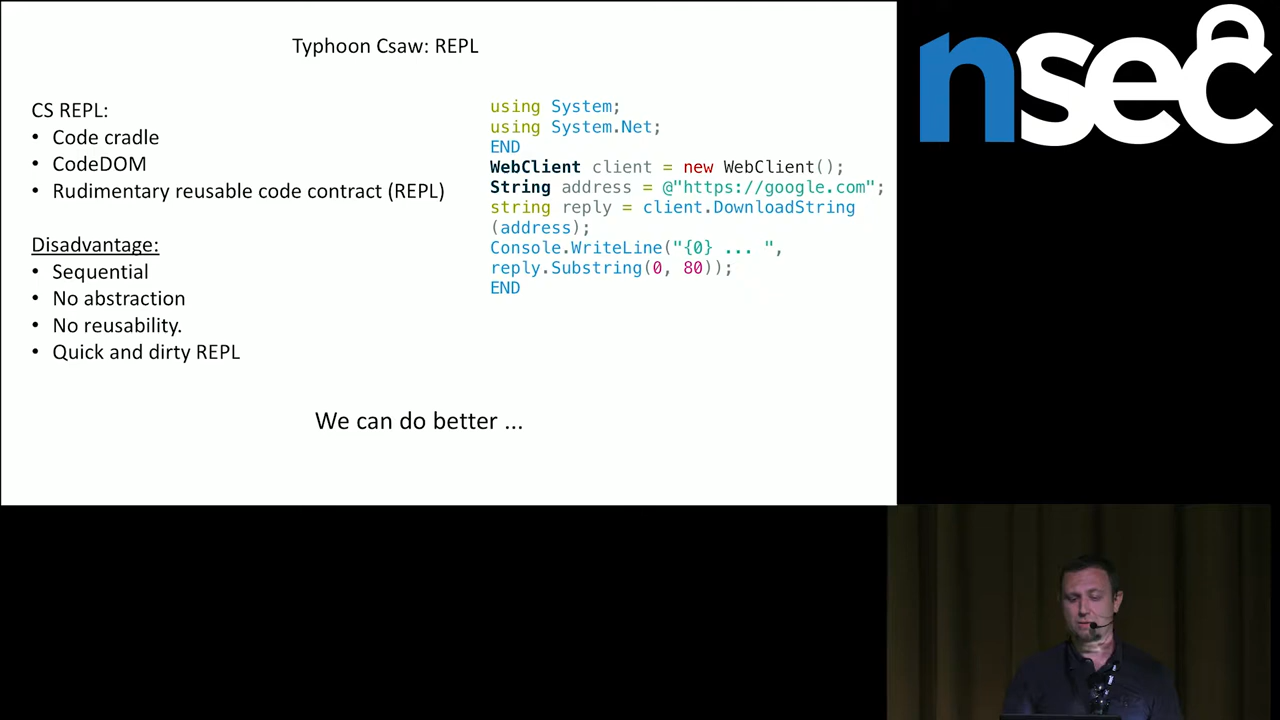 Typhoon Csaw: REPL
CS REPL:
• Code cradle
• CodeDOM
• Rudimentary reusable code contract (REPL)
Disadvantage:
• Sequential
• No abstraction
• No reusability.
• Quick and dirty REPL
using System;
using System.Net;
END
WebClient client = new WebClient();
String address = @"https://google.com";
string reply = client.DownloadString
(address);
Console.WriteLine("{0} ... ",
reply.Substring(0, 80));
END
We can do better ...
nsec